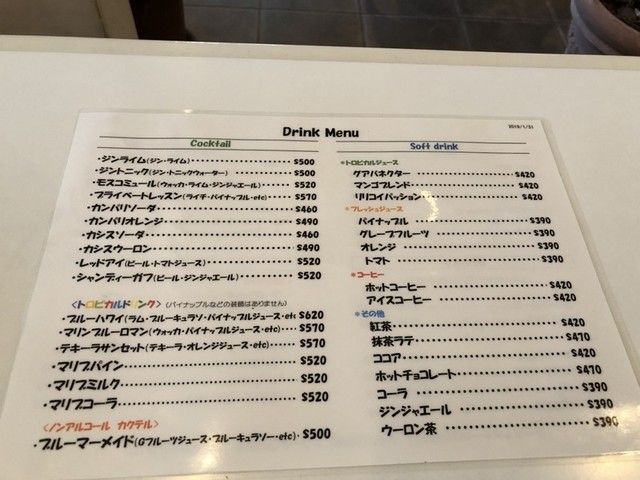 Drink Menu
2019/1/31
Cocktail
・ジンライム(ジン・ライム) $500
・ジントニック(ジン・トニックウォーター) $500
・モスコミュール(ウォッカ・ライム・ジンジャエール) $520
・プライベートレッスン(ライチ・パイナップル・etc) $570
・カンパリソーダ $460
・カンパリオレンジ $490
・カシスソーダ $460
・カシスウーロン $490
・レッドアイ(ビール・トマトジュース) $520
・シャンディーガフ(ビール・ジンジャエール) $520
<トロピカルドリンク> (パイナップルなどの装飾はありません)
・ブルーハワイ(ラム・ブルーキュラソ・パイナップルジュース・etc $620
・マリンブルーロマン(ウォッカ・パイナップルジュース・etc) $570
・テキーラサンセット(テキーラ・オレンジジュース・etc) $570
・マリブパイン $520
・マリブミルク $520
・マリブコーラ $520
<ノンアルコール カクテル>
・ブルーマーメイド(Gフルーツジュース・ブルーキュラソー・etc) $500
Soft drink
*トロピカルジュース
グアバネクター $420
マンゴブレンド $420
リリコイパッション $420
*フレッシュジュース
パイナップル $390
グレープフルーツ $390
オレンジ $390
トマト $390
*コーヒー
ホットコーヒー $420
アイスコーヒー $420
*その他
紅茶 $420
抹茶ラテ $470
ココア $420
ホットチョコレート $470
コーラ $390
ジンジャエール $390
ウーロン茶 $390